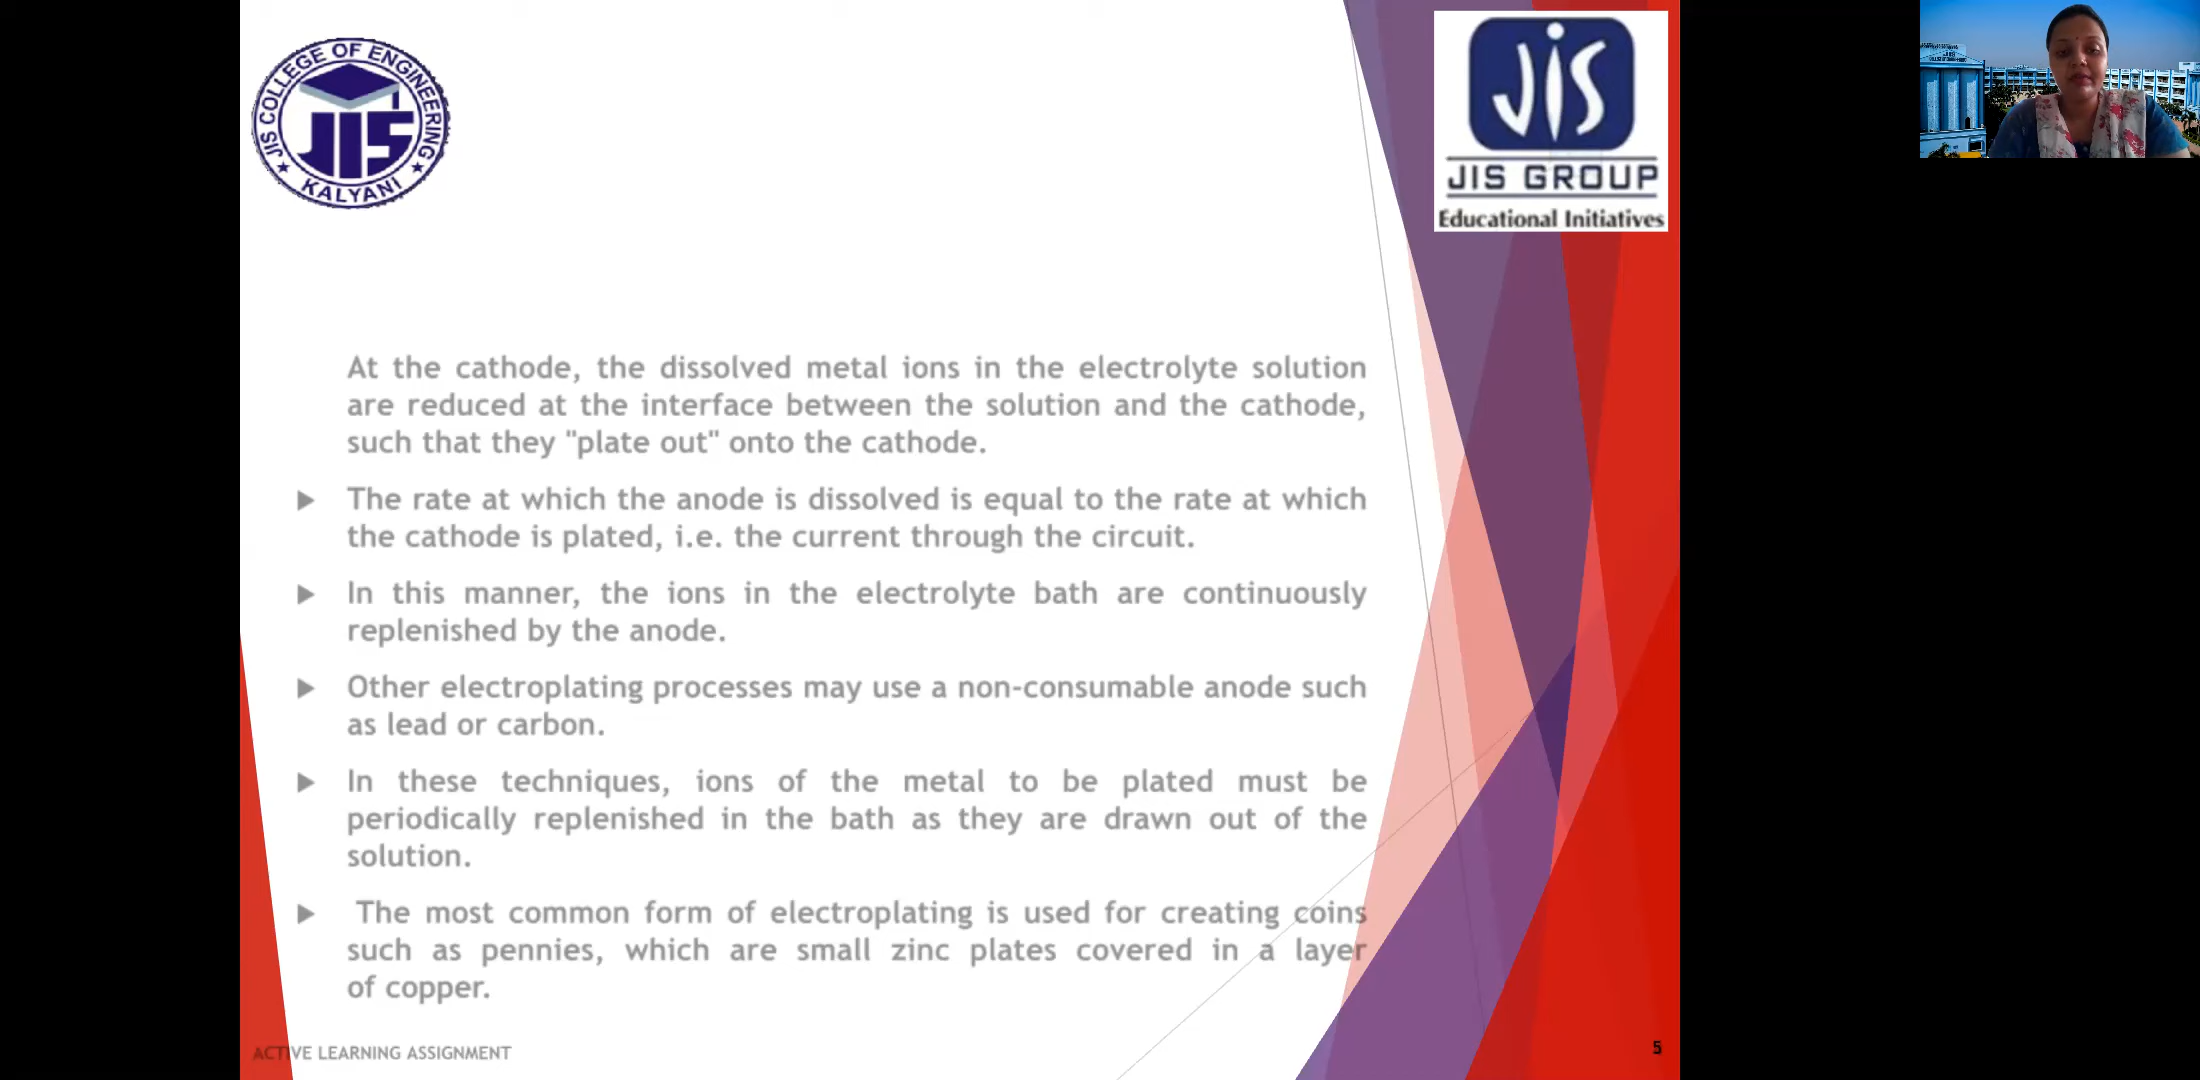 JIS COLLEGE OF ENGINEERING
JIS
KALYANI
JIS
JIS GROUP
Educational Initiatives
At the cathode, the dissolved metal ions in the electrolyte solution
are reduced at the interface between the solution and the cathode,
such that they "plate out" onto the cathode.
The rate at which the anode is dissolved is equal to the rate at which
the cathode is plated, i.e. the current through the circuit.
In this manner, the ions in the electrolyte bath are continuously
replenished by the anode.
Other electroplating processes may use a non-consumable anode such
as lead or carbon.
In these techniques, ions of the metal to be plated must be
periodically replenished in the bath as they are drawn out of the
solution.
The most common form of electroplating is used for creating coins
such as pennies, which are small zinc plates covered in a layer
of copper.
ACTIVE LEARNING ASSIGNMENT
5